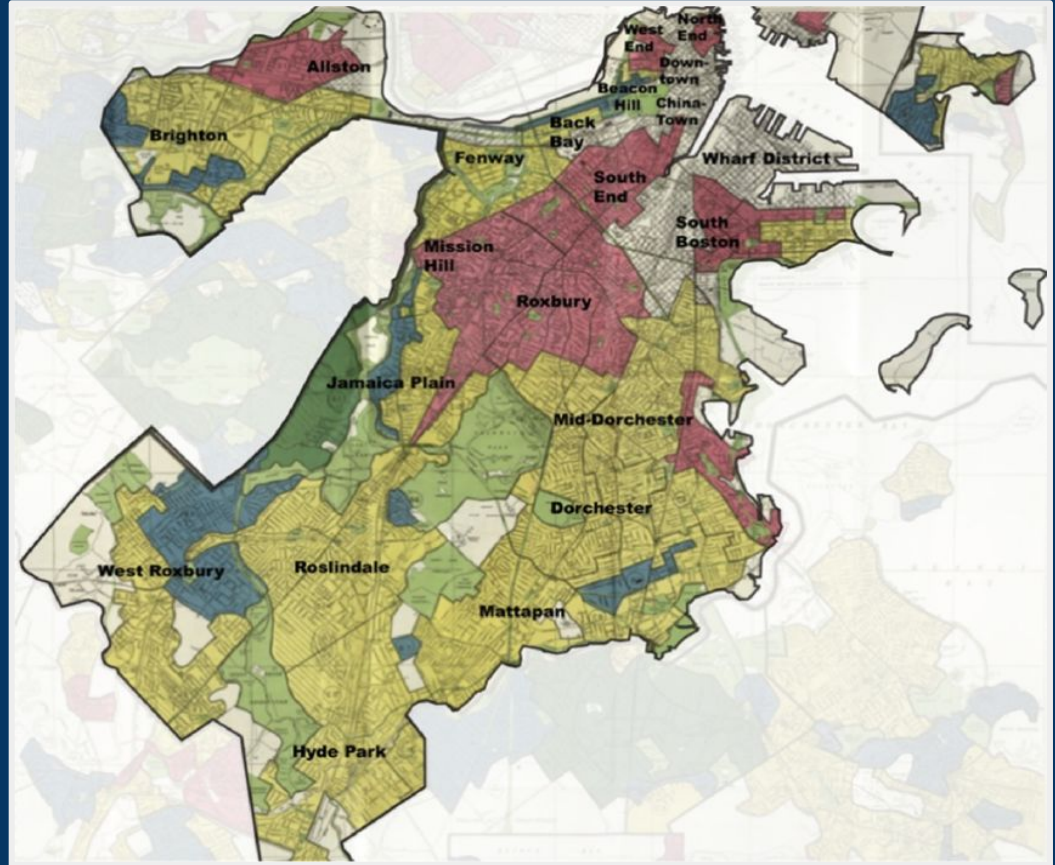 North
End
West
End
Allston
Down-
town
Beacon
Hill
China-
Town
Back
Bay
Brighton
Fenway
Wharf District
South
End
South
Boston
Mission
Hill
Roxbury
Jamaica Plain
Mid-Dorchester
Dorchester
West Roxbury
Roslindale
Mattapan
Hyde Park